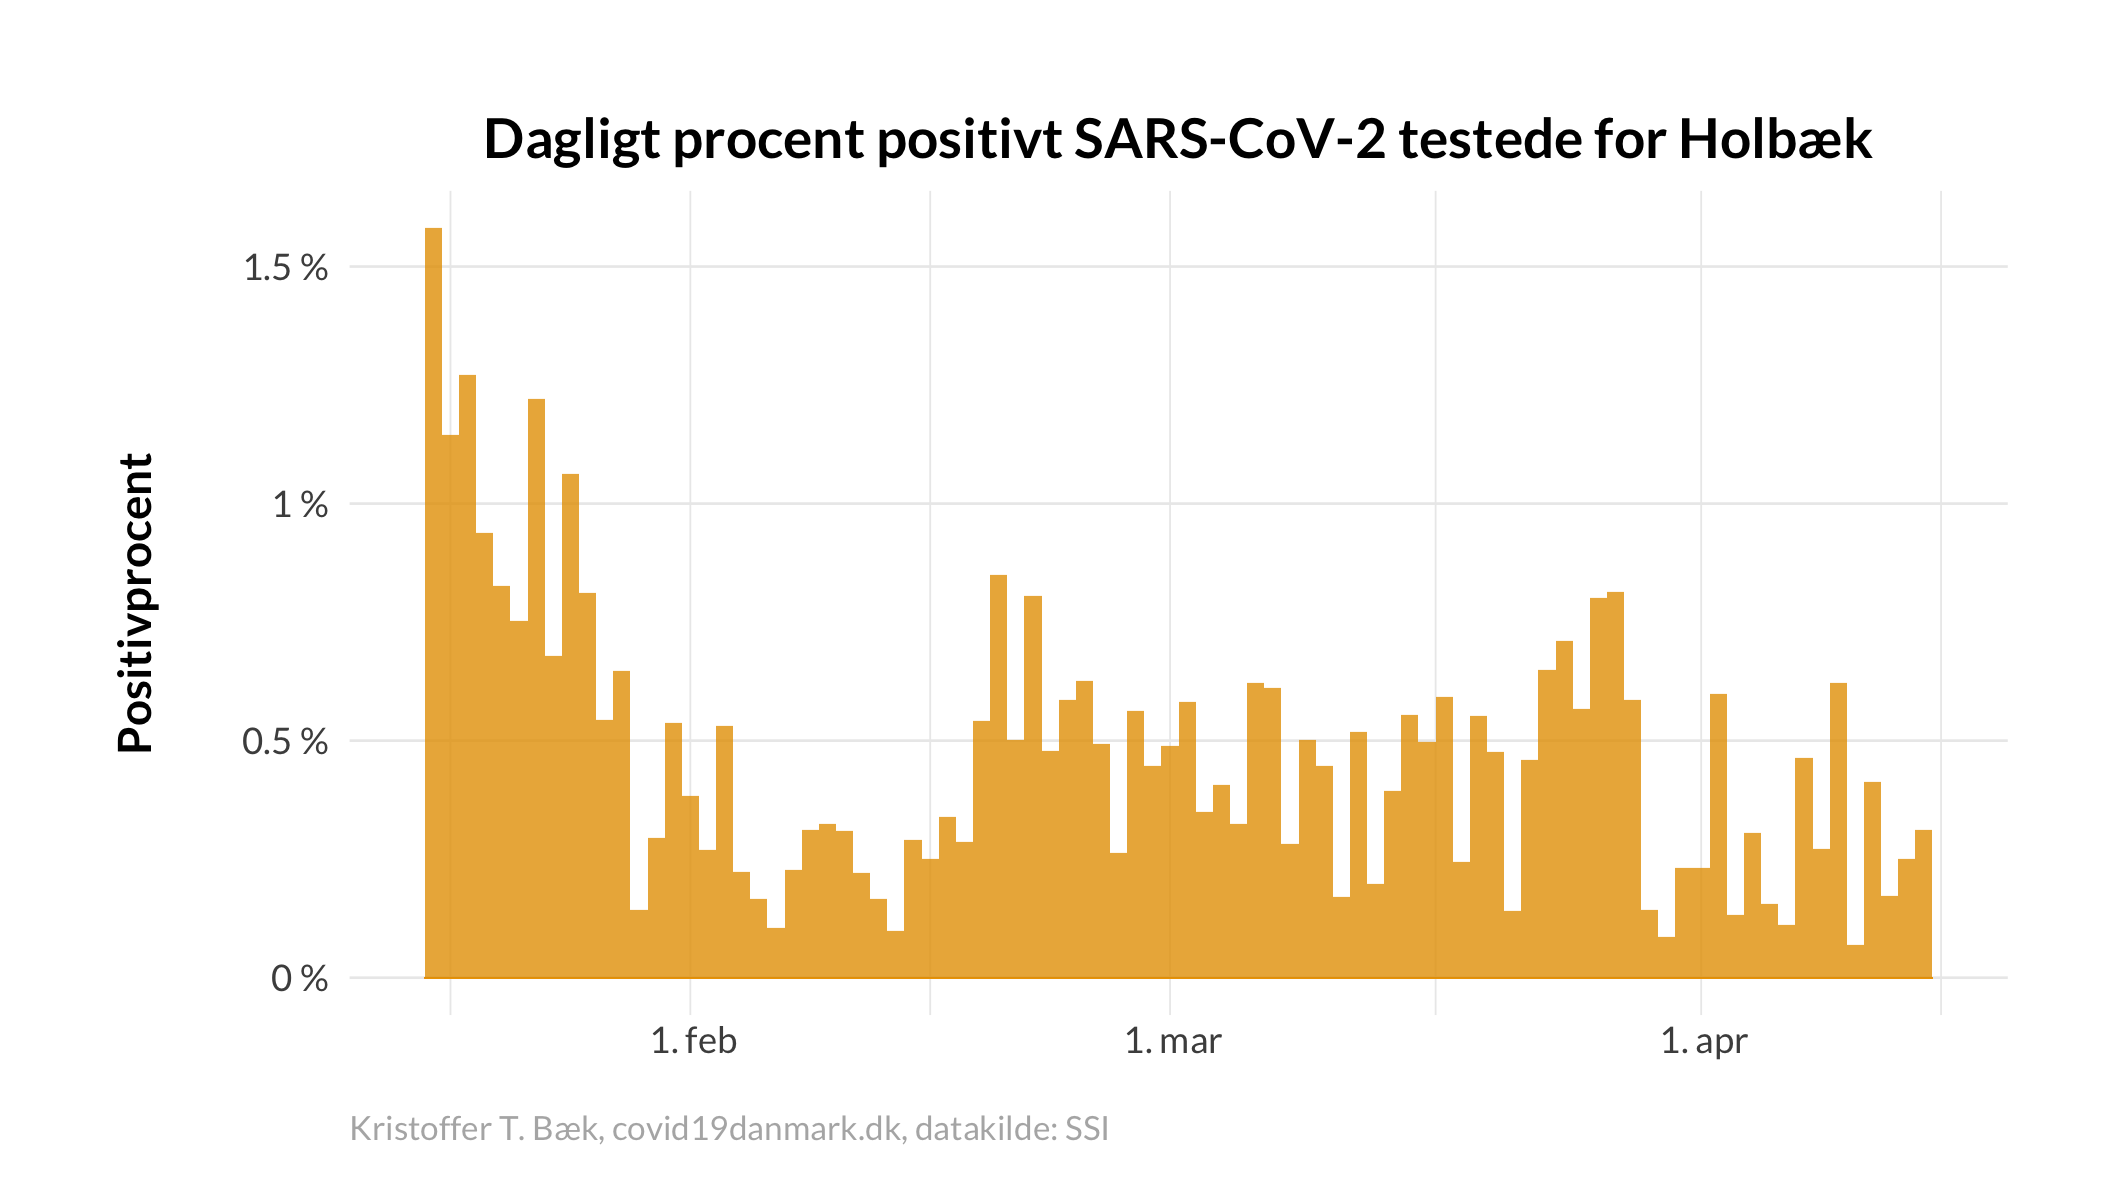 Dagligt procent positivt SARS-CoV-2 testede for Holbæk
Positivprocent
1.5 %
1 %
0.5 %
0 %
1. feb
1. mar
1. apr
Kristoffer T. Bæk, covid19danmark.dk, datakilde: SSI